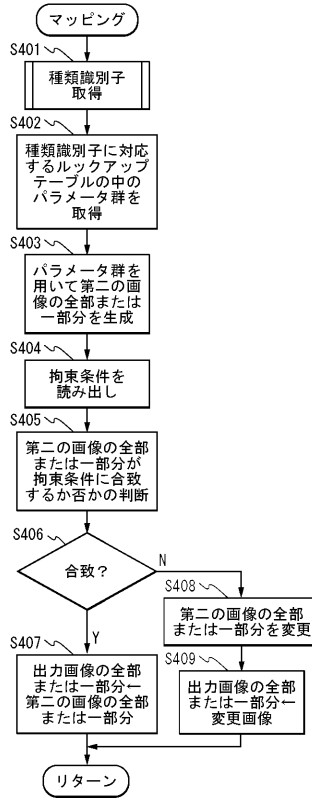 マッピング
S401
種類識別子
取得
S402
種類識別子に対応
するルックアップ
テーブルの中の
パラメータ群を
取得
S403
パラメータ群を
用いて第二の画
像の全部または
一部分を生成
S404
拘束条件を
読み出し
S405
第二の画像の全部
または一部分が
拘束条件に合致
するか否かの判断
S406
合致?
N
Y
S408
第二の画像の全部
または一部分を変更
S407
出力画像の全部
または一部分←
第二の画像の全部
または一部分
S409
出力画像の全部
または一部分←
変更画像
リターン